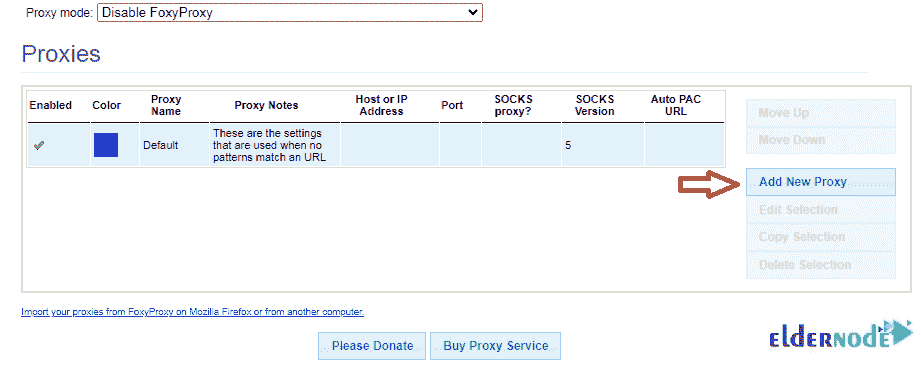 Proxy mode: Disable FoxyProxy
Proxies
Enabled Color Proxy Name Proxy Notes Host or IP Address Port SOCKS proxy? SOCKS Version Auto PAC URL
Default
These are the settings
that are used when no
patterns match an URL
5
Move Up
Move Down
Add New Proxy
Edit Selection
Copy Selection
Delete Selection
Import your proxies from FoxyProxy on Mozilla Firefox or from another computer.
Please Donate Buy Proxy Service
elderNODE